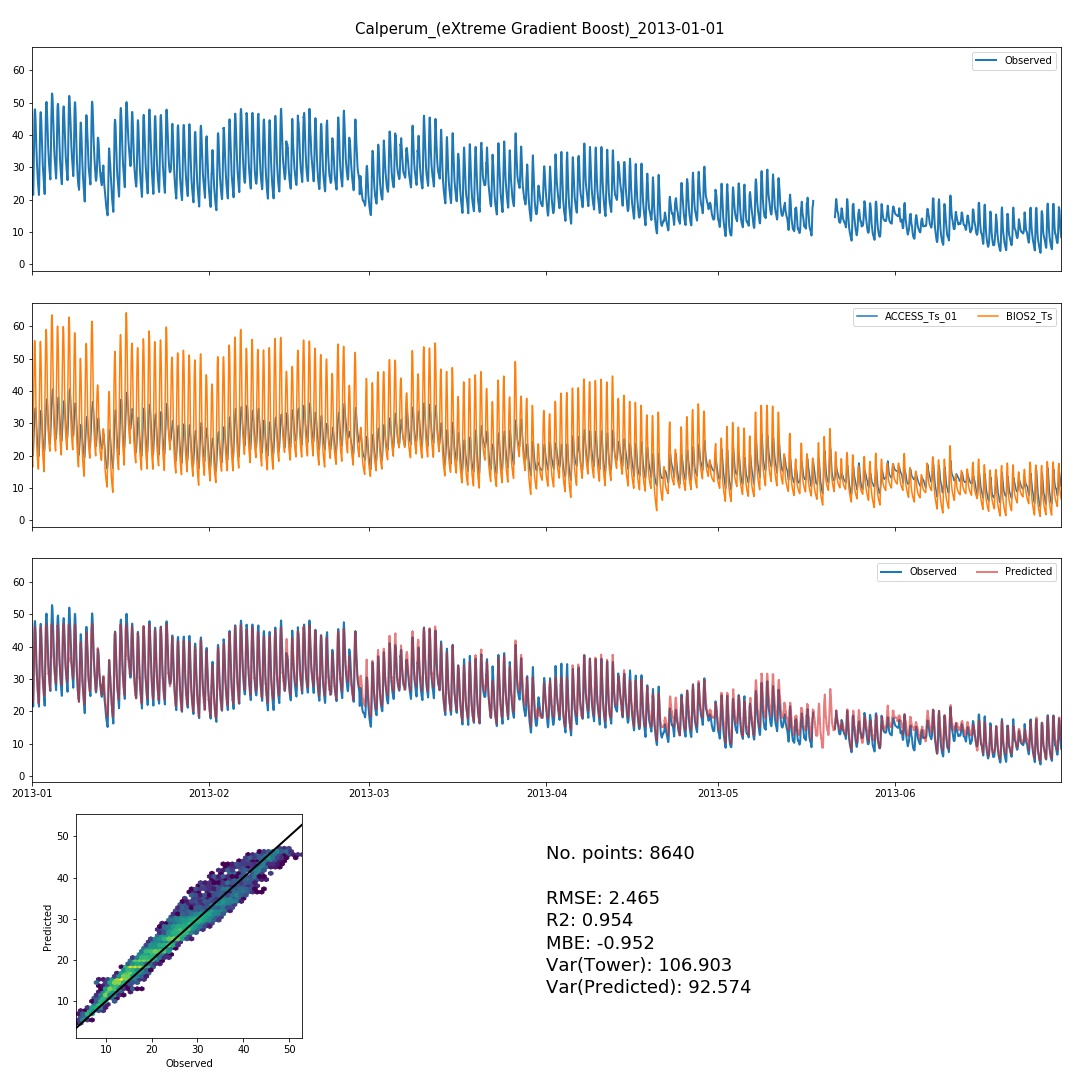 Calperum_(eXtreme Gradient Boost)_2013-01-01
Observed
60
50
40
30
20
10
0
ACCESS_Ts_01 BIOS2_Ts
60
50
40
30
20
10
0
Observed Predicted
60
50
40
30
20
10
0
2013-01 2013-02 2013-03 2013-04 2013-05 2013-06
50
40
30
20
10
Predicted
10 20 30 40 50
Observed
No. points: 8640
RMSE: 2.465
R2: 0.954
MBE: -0.952
Var(Tower): 106.903
Var(Predicted): 92.574